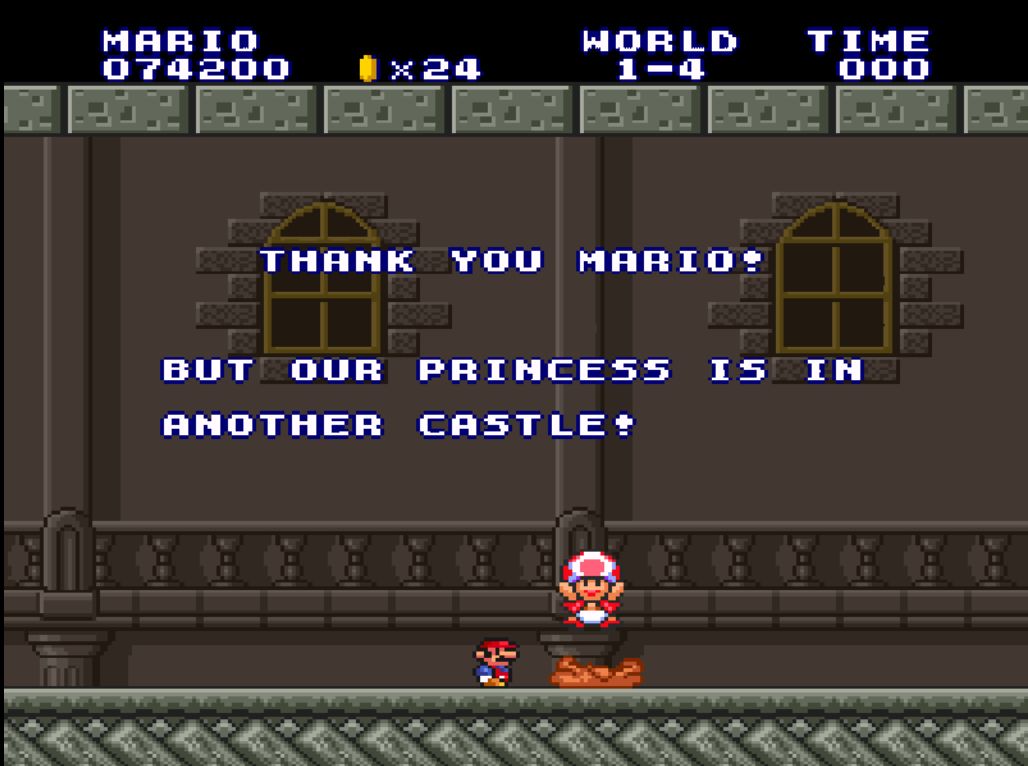 MARIO WORLD TIME
074200 ×24 1-4 000
THANK YOU MARIO!
BUT OUR PRINCESS IS IN
ANOTHER CASTLE!